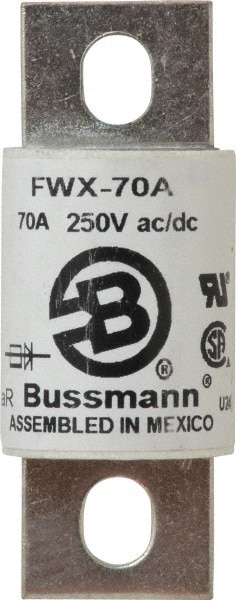 FWX-70A
70A 250V ac/dc
B
®
aR Bussmann®
ASSEMBLED IN MEXICO